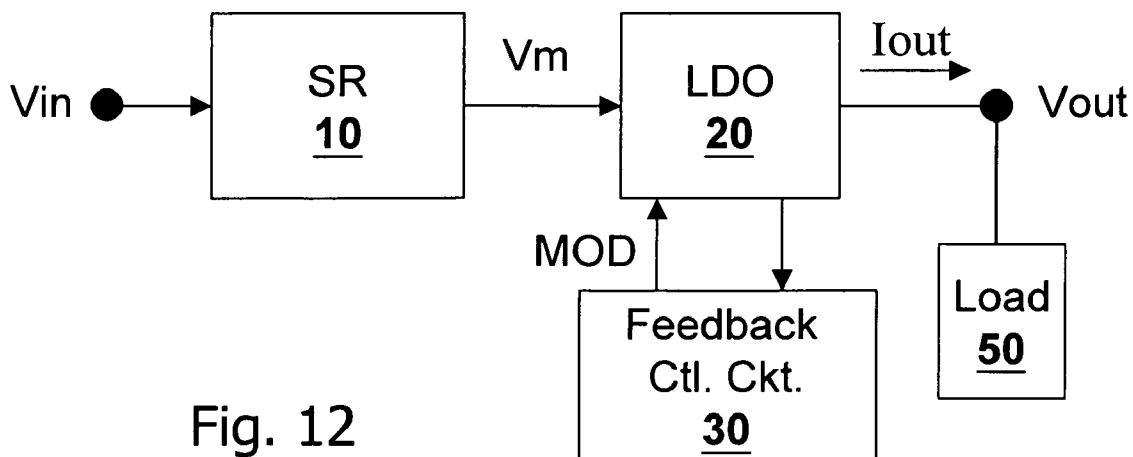 Vin
SR
10
Vm
LDO
20
Iout
Vout
MOD
Feedback
Ctl. Ckt.
30
Load
50
Fig. 12